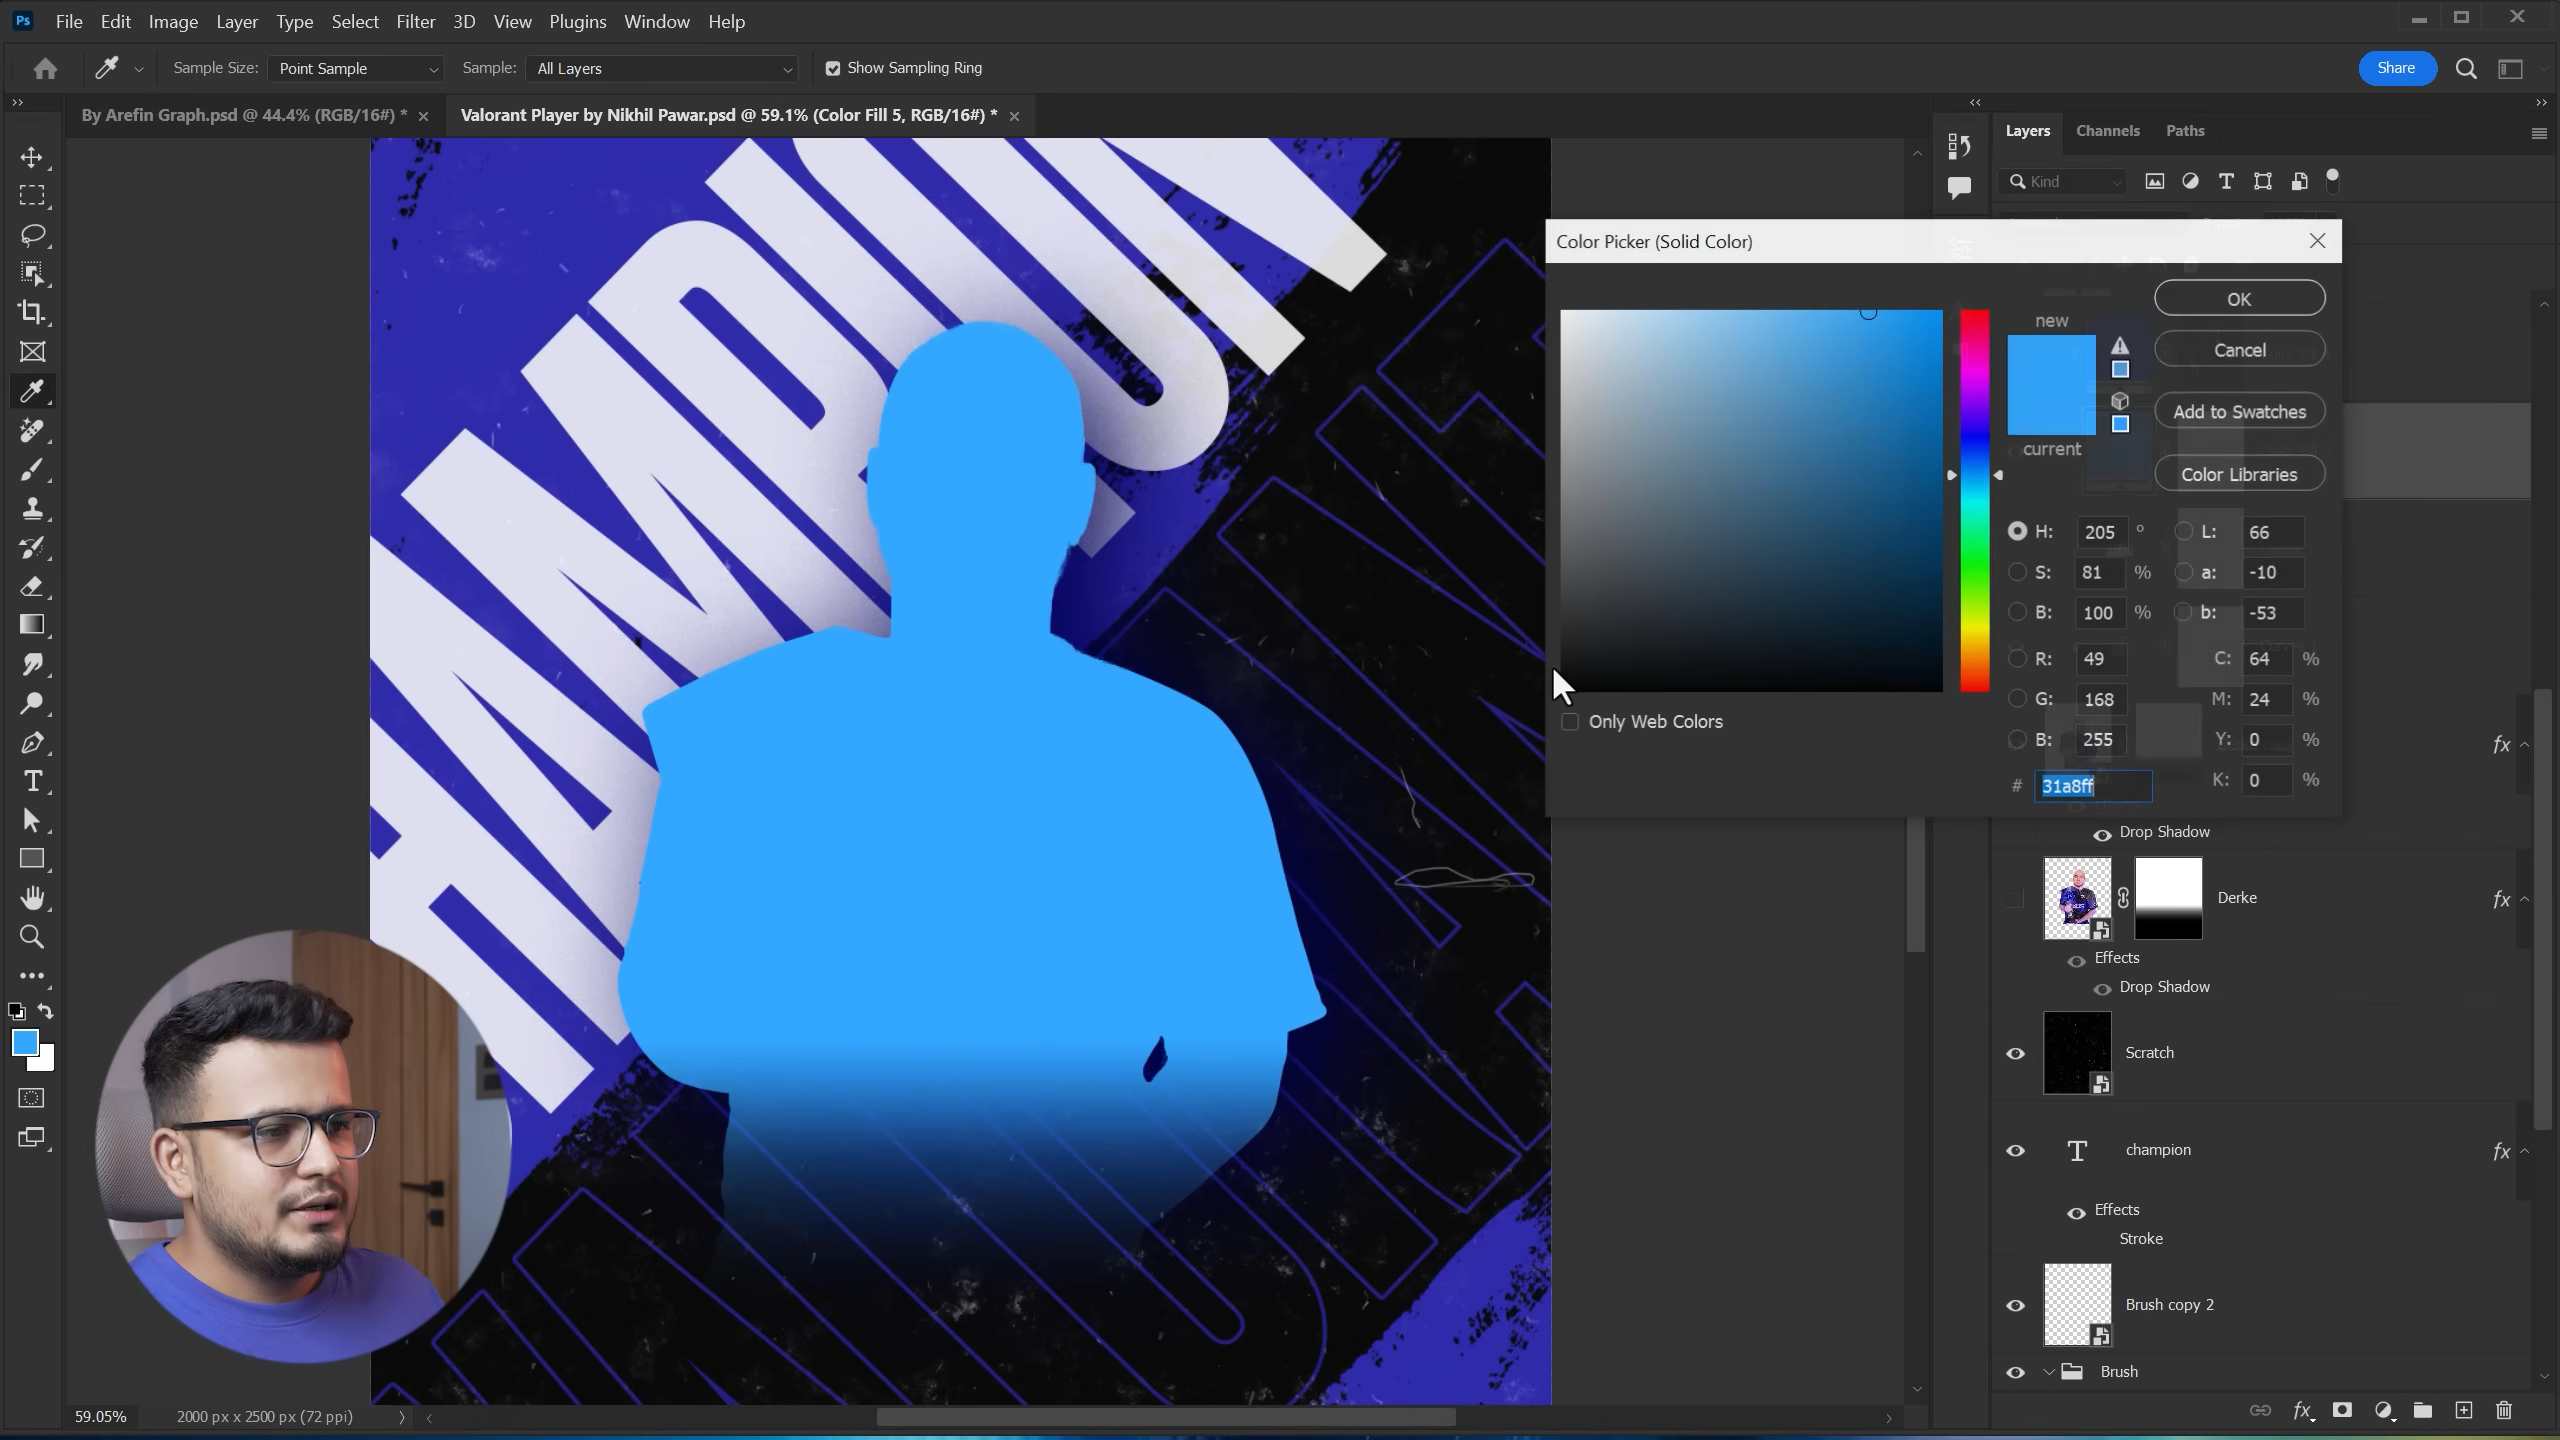 Ps File Edit Image Layer Type Select Filter 3D View Plugins Window Help
Sample Size: Point Sample Sample: All Layers Show Sampling Ring Share
By Arefin Graph.psd @ 44.4% (RGB/16#) *
Valorant Player by Nikhil Pawar.psd @ 59.1% (Color Fill 5, RGB/16#) *
Layers Channels Paths
Kind
Color Picker (Solid Color)
OK
new
Cancel
Add to Swatches
current
Color Libraries
H: 205 ° L: 66
S: 81 % a: -10
B: 100 % b: -53
R: 49 C: 64 %
G: 168 M: 24 %
B: 255 Y: 0 %
# 31a8ff K: 0 %
Only Web Colors
fx
Drop Shadow
Derke fx
Effects
Drop Shadow
Scratch
champion fx
Effects
Stroke
Brush copy 2
Brush
59.05% 2000 px x 2500 px (72 ppi)
fx